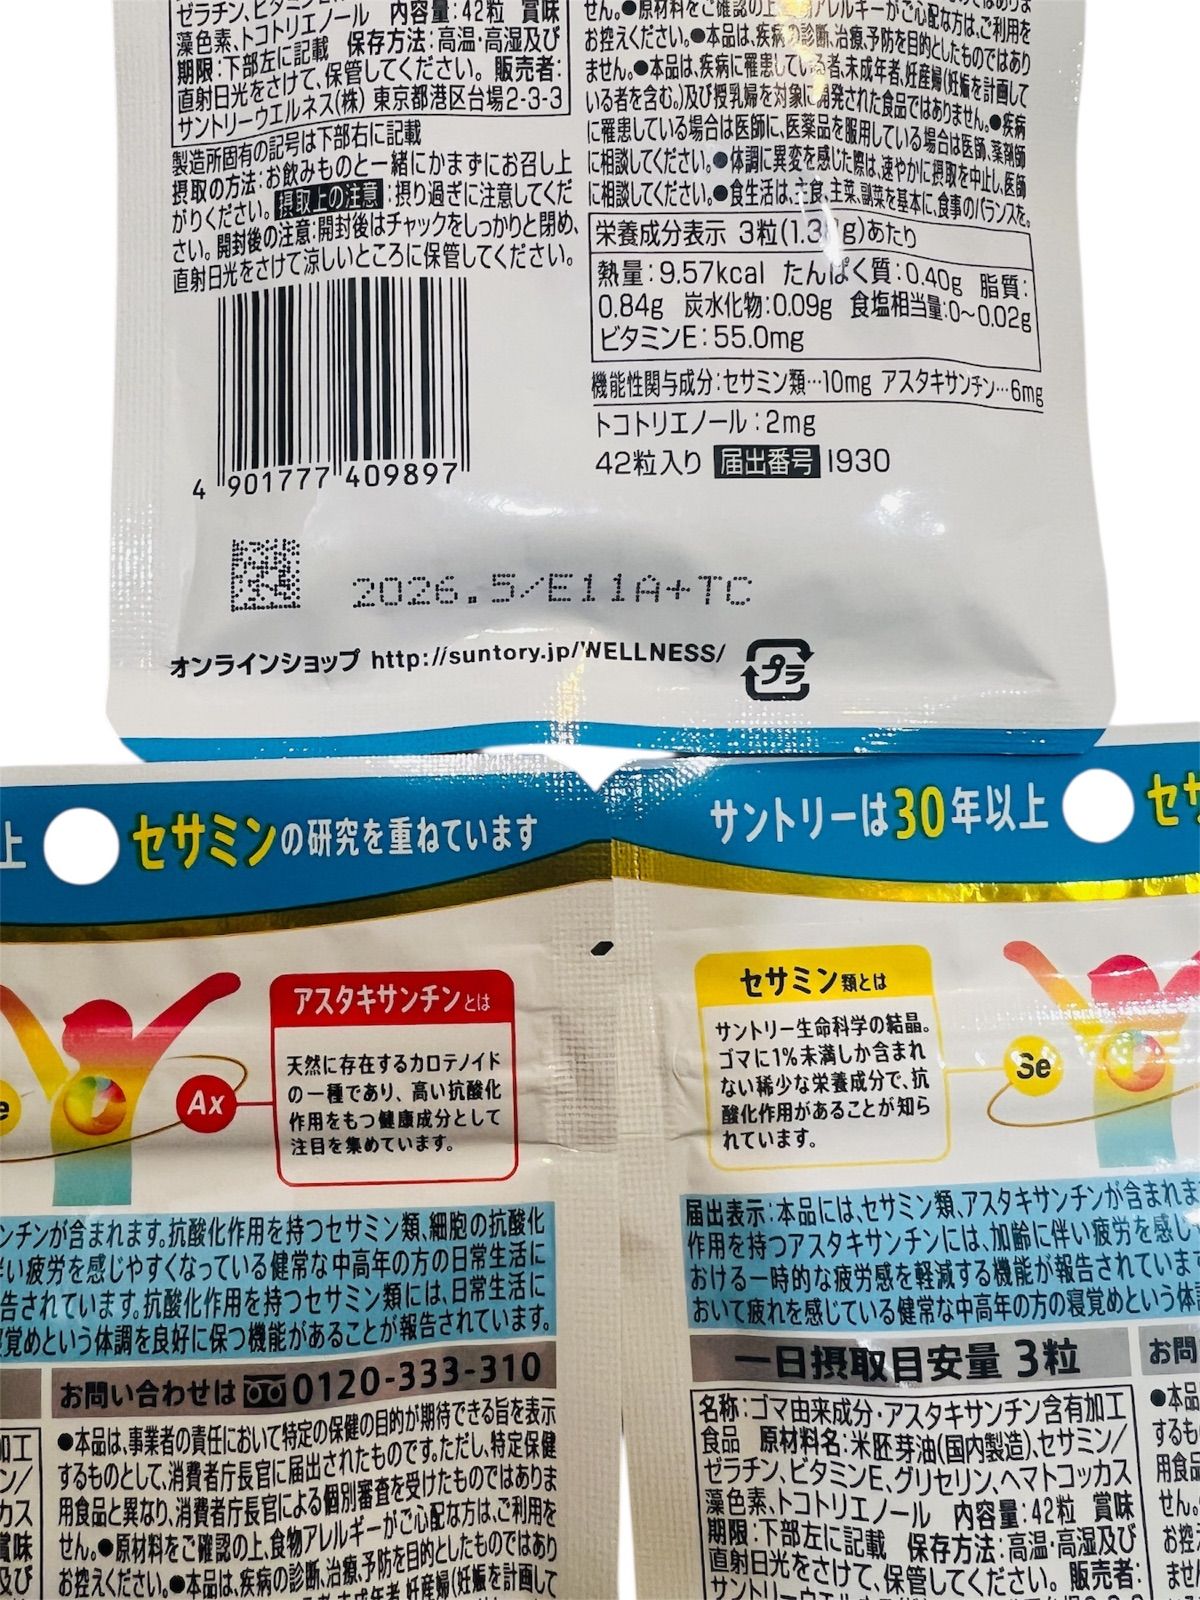 ゼラチン、ビタミンE
藻色素、トコトリエノール 内容量:42粒 賞味
期限:下部左に記載 保存方法:高温・高湿及び
直射日光をさけて、保管してください。 販売者:
サントリーウエルネス(株) 東京都港区台場2-3-3
製造所固有の記号は下部右に記載
摂取の方法:お飲みものと一緒にかまずにお召し上
がりください。 摂取上の注意:摂り過ぎに注意してくだ
さい。開封後の注意:開封後はチャックをしっかりと閉め、
直射日光をさけて涼しいところに保管してください。
4 901777 409897
せん。●原材料をご確認の上、アレルギーがご心配な方は、ご利用を
お控えください。●本品は、疾病の診断、治療、予防を目的としたものではあり
ません。●本品は、疾病に罹患している者、未成年者、妊産婦(妊娠を計画して
いる者を含む。)及び授乳婦を対象に開発された食品ではありません。●疾病
に罹患している場合は医師に、医薬品を服用している場合は医師、薬剤師
に相談してください。●体調に異変を感じた際は、速やかに摂取を中止し、医師
に相談してください。●食生活は、主食、主菜、副菜を基本に、食事のバランスを。
栄養成分表示 3粒(1.3 g)あたり
熱量:9.57kcal たんぱく質:0.40g 脂質:
0.84g 炭水化物:0.09g 食塩相当量:0〜0.02g
ビタミンE:55.0mg
機能性関与成分:セサミン類…10mg アスタキサンチン…6mg
トコトリエノール:2mg
42粒入り 届出番号 I930
2026.5/E11A+TC
オンラインショップ http://suntory.jp/WELLNESS/
プラ
上 セサミンの研究を重ねています
アスタキサンチンとは
天然に存在するカロテノイド
の一種であり、高い抗酸化
作用をもつ健康成分として
注目を集めています。
e
Ax
ンチンが含まれます。抗酸化作用を持つセサミン類、細胞の抗酸化
い疲労を感じやすくなっている健常な中高年の方の日常生活に
告されています。抗酸化作用を持つセサミン類には、日常生活に
覚めという体調を良好に保つ機能があることが報告されています。
お問い合わせは 0120-333-310
●本品は、事業者の責任において特定の保健の目的が期待できる旨を表示
するものとして、消費者庁長官に届出されたものです。ただし、特定保健
用食品と異なり、消費者庁長官による個別審査を受けたものではありま
せん。●原材料をご確認の上、食物アレルギーがご心配な方は、ご利用を
お控えください。●本品は、疾病の診断、治療、予防を目的としたものではあり
加工
ン/
カス
賞味
及び
サントリーは30年以上 セサ
セサミン類とは
サントリー生命科学の結晶。
ゴマに1%未満しか含まれ
ない稀少な栄養成分で、抗
酸化作用があることが知ら
れています。
Se
届出表示:本品には、セサミン類、アスタキサンチンが含まれま
作用を持つアスタキサンチンには、加齢に伴い疲労を感じ
おける一時的な疲労感を軽減する機能が報告されていま
おいて疲れを感じている健常な中高年の方の寝覚めという体
一日摂取目安量 3粒
お問
名称:ゴマ由来成分・アスタキサンチン含有加工
食品 原材料名:米胚芽油(国内製造)、セサミン/
ゼラチン、ビタミンE、グリセリン、ヘマトコッカス
藻色素、トコトリエノール 内容量:42粒 賞味
期限:下部左に記載 保存方法:高温・高湿及び
直射日光をさけて、保管してください。 販売者:
●本品
するも
用食品
せん。
お控
ませ